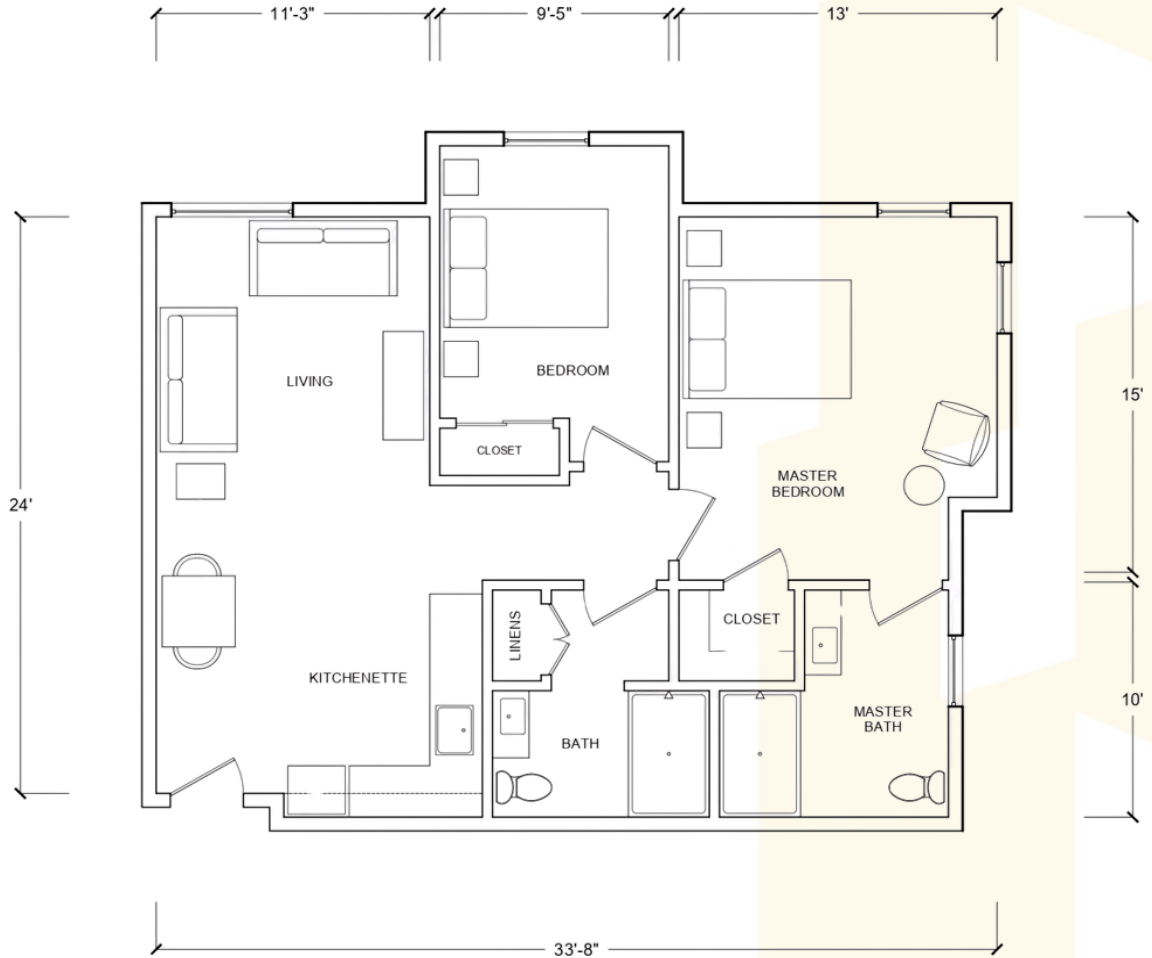 11'-3"
9'-5"
13'
BEDROOM
LIVING
15'
CLOSET
MASTER
BEDROOM
24'
LINENS
CLOSET
KITCHENETTE
10'
MASTER
BATH
BATH
33'-8"